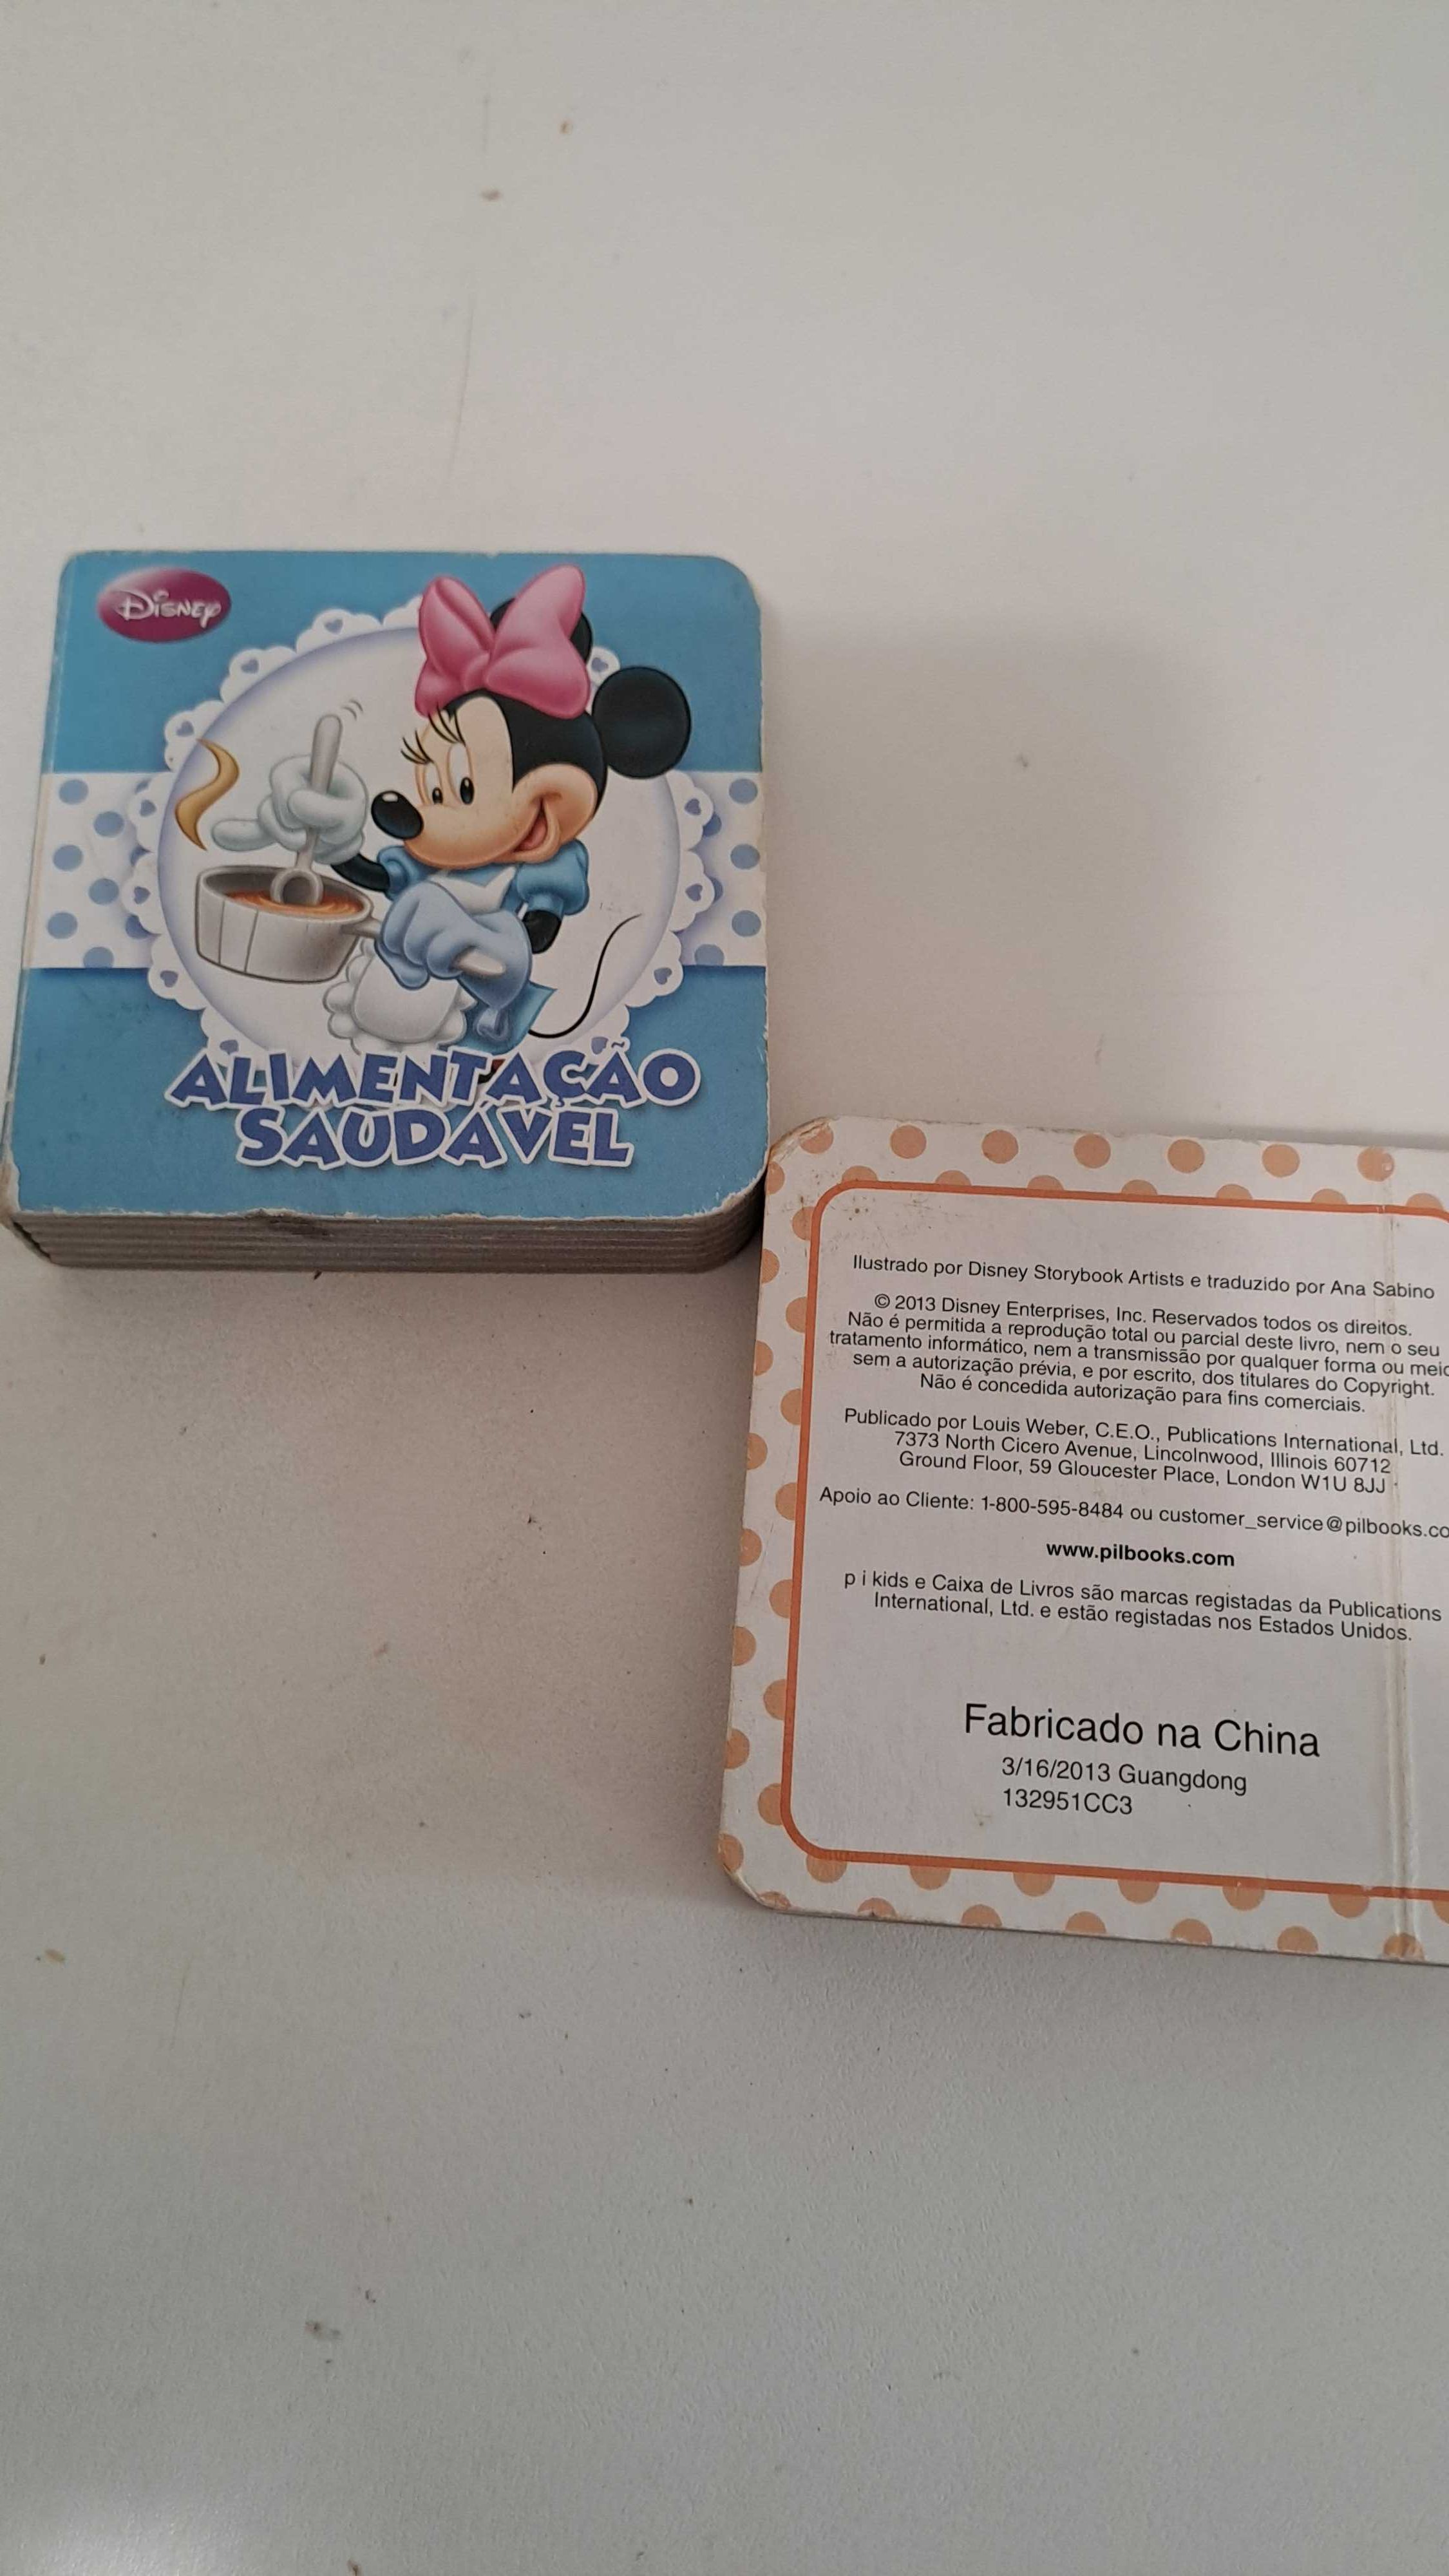 Disney
ALIMENTAÇÃO
SAUDÁVEL
Ilustrado por Disney Storybook Artists e traduzido por Ana Sabino
© 2013 Disney Enterprises, Inc. Reservados todos os direitos.
Não é permitida a reprodução total ou parcial deste livro, nem o seu
tratamento informático, nem a transmissão por qualquer forma ou meio
sem a autorização prévia, e por escrito, dos titulares do Copyright.
Não é concedida autorização para fins comerciais.
Publicado por Louis Weber, C.E.O., Publications International, Ltd.
7373 North Cicero Avenue, Lincolnwood, Illinois 60712
Ground Floor, 59 Gloucester Place, London W1U 8JJ
Apoio ao Cliente: 1-800-595-8484 ou customer_service@pilbooks.co
www.pilbooks.com
p i kids e Caixa de Livros são marcas registadas da Publications
International, Ltd. e estão registadas nos Estados Unidos.
Fabricado na China
3/16/2013 Guangdong
132951CC3